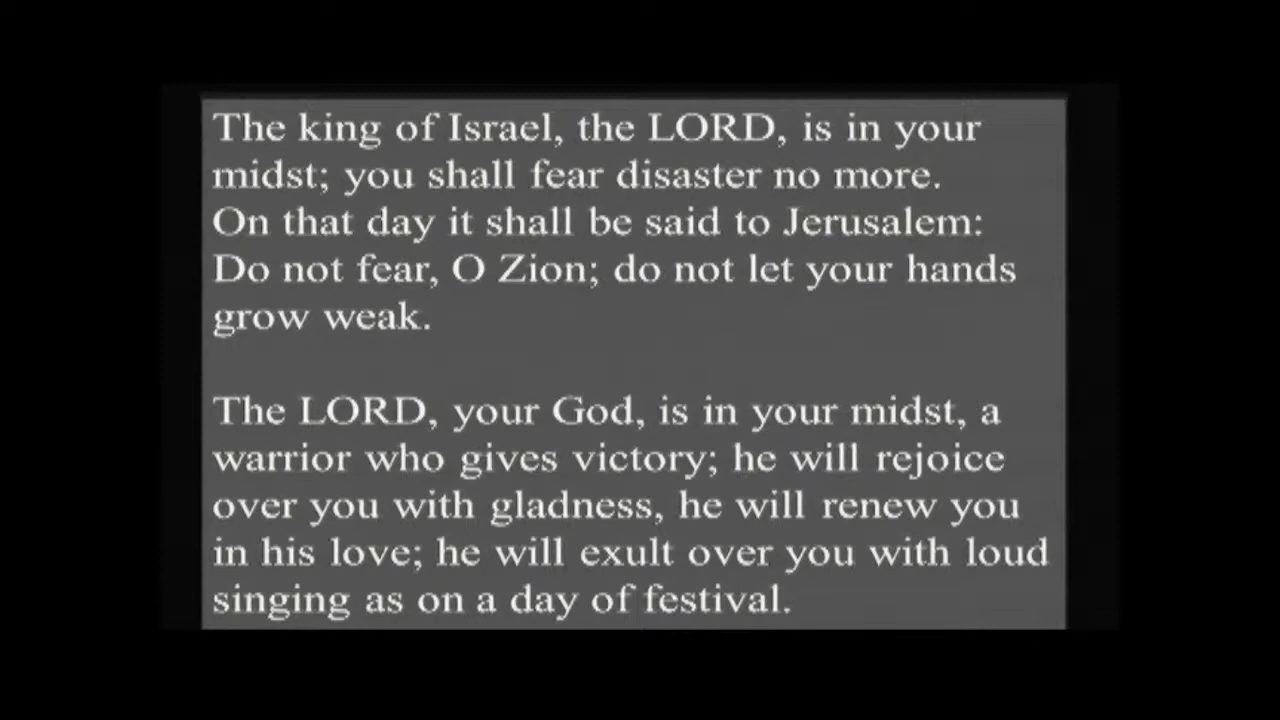 The king of Israel, the LORD, is in your
midst; you shall fear disaster no more.
On that day it shall be said to Jerusalem:
Do not fear, O Zion; do not let your hands
grow weak.
The LORD, your God, is in your midst, a
warrior who gives victory; he will rejoice
over you with gladness, he will renew you
in his love; he will exult over you with loud
singing as on a day of festival.